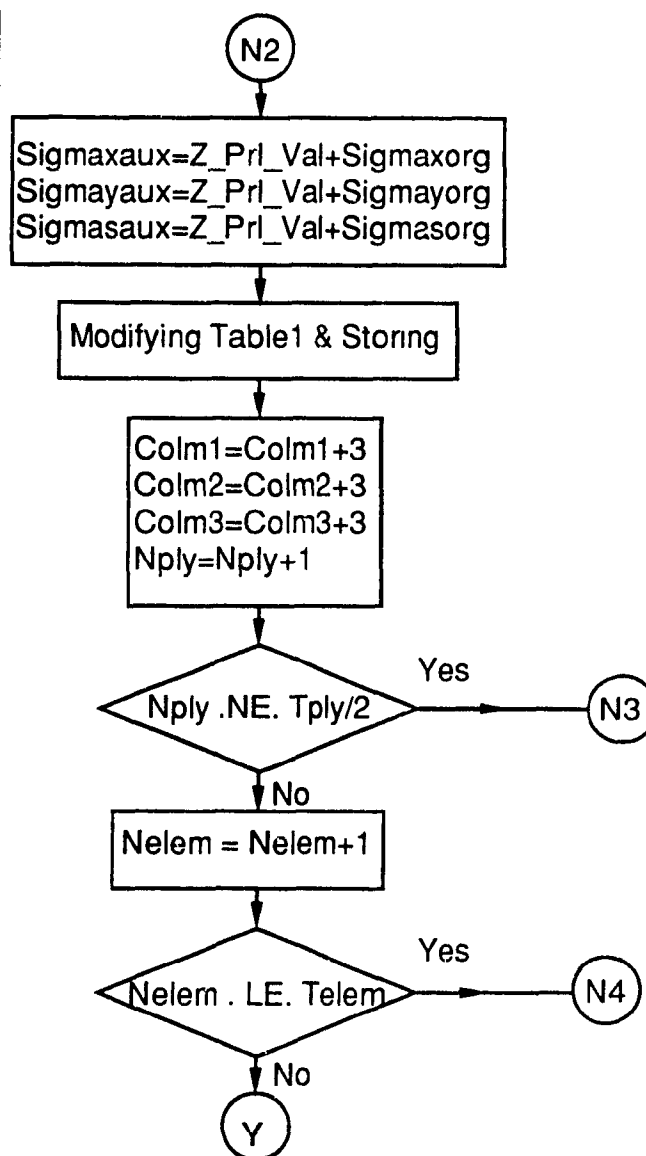 N2
Sigmaxaux=Z_Prl_Val+Sigmaxorg
Sigmayaux=Z_Prl_Val+Sigmayorg
Sigmasaux=Z_Prl_Val+Sigmasorg
Modifying Table1 & Storing
Colm1=Colm1+3
Colm2=Colm2+3
Colm3=Colm3+3
Nply=Nply+1
Yes
Nply .NE. Tply/2
N3
No
Nelem = Nelem+1
Yes
Nelem . LE. Telem
N4
No
Y